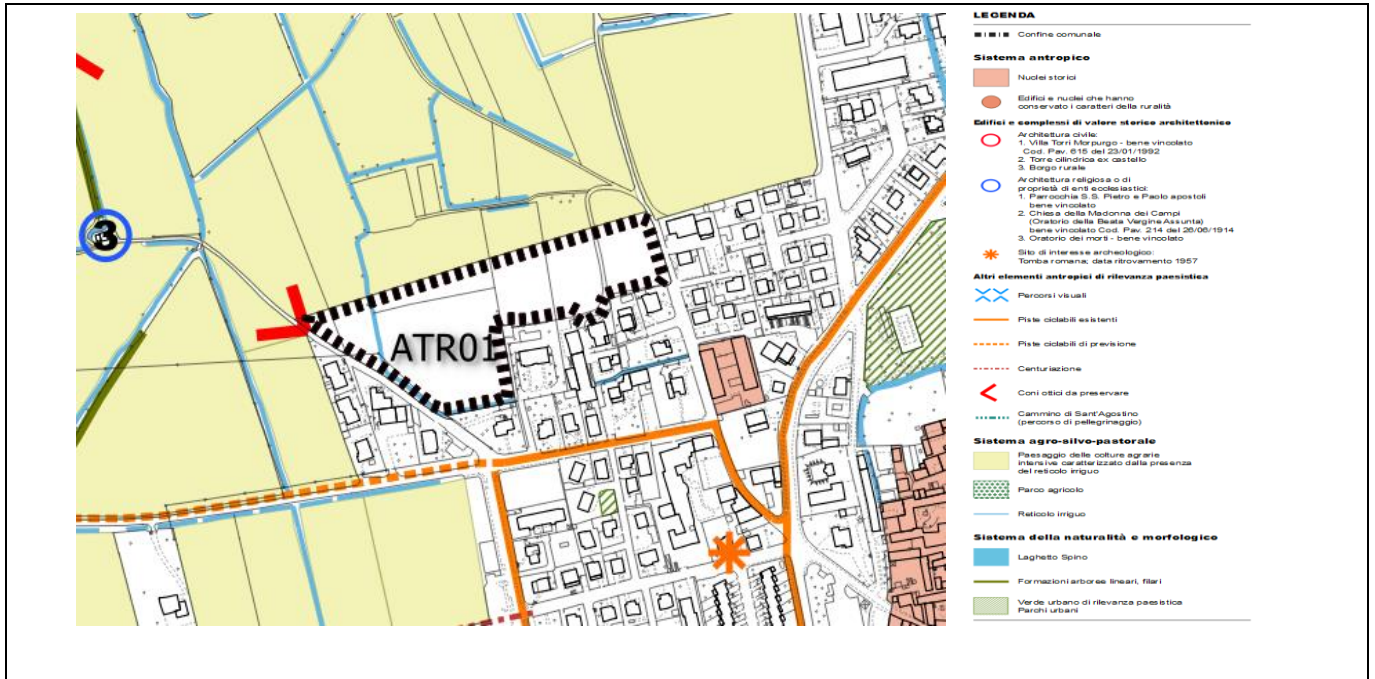 3
ATR01
LEGENDA
Confine comunale
Sistema antropico
Nuclei storici
Edifici e nuclei che hanno
conservato i caratteri della ruralità
Edifici e complessi di valore storico architettonico
Architettura civile:
1. Villa Torri Morpurgo - bene vincolato
Cod. Pav. 615 del 23/01/1992
2. Torre cilindrica ex castello
3. Borgo rurale
Architettura religiosa o di
proprietà di enti ecclesiastici:
1. Parrocchia S.S. Pietro e Paolo apostoli
bene vincolato
2. Chiesa della Madonna dei Campi
(Oratorio della Beata Vergine Assunta)
bene vincolato Cod. Pav. 214 del 26/06/1914
3. Oratorio dei morti - bene vincolato
Sito di interesse archeologico:
Tomba romana; data ritrovamento 1957
Altri elementi antropici di rilevanza paesistica
Percorsi visuali
Piste ciclabili esistenti
Piste ciclabili di previsione
Centuriazione
Coni ottici da preservare
Cammino di Sant'Agostino
(percorso di pellegrinaggio)
Sistema agro-silvo-pastorale
Paesaggio delle colture agrarie
intensive caratterizzato dalla presenza
del reticolo irriguo
Parco agricolo
Reticolo irriguo
Sistema della naturalità e morfologico
Laghetto Spino
Formazioni arboree lineari, filari
Verde urbano di rilevanza paesistica
Parchi urbani